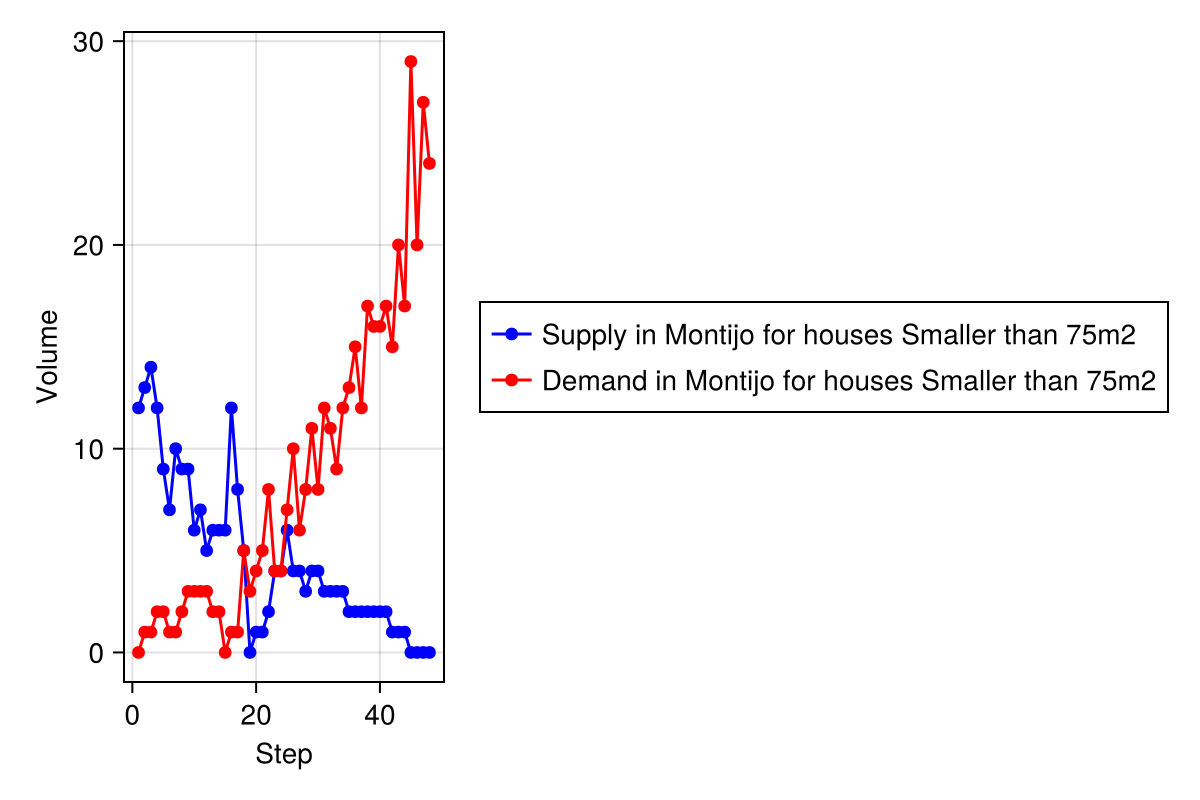 30
20
10
0
Volume
0 20 40
Step
Supply in Montijo for houses Smaller than 75m2
Demand in Montijo for houses Smaller than 75m2